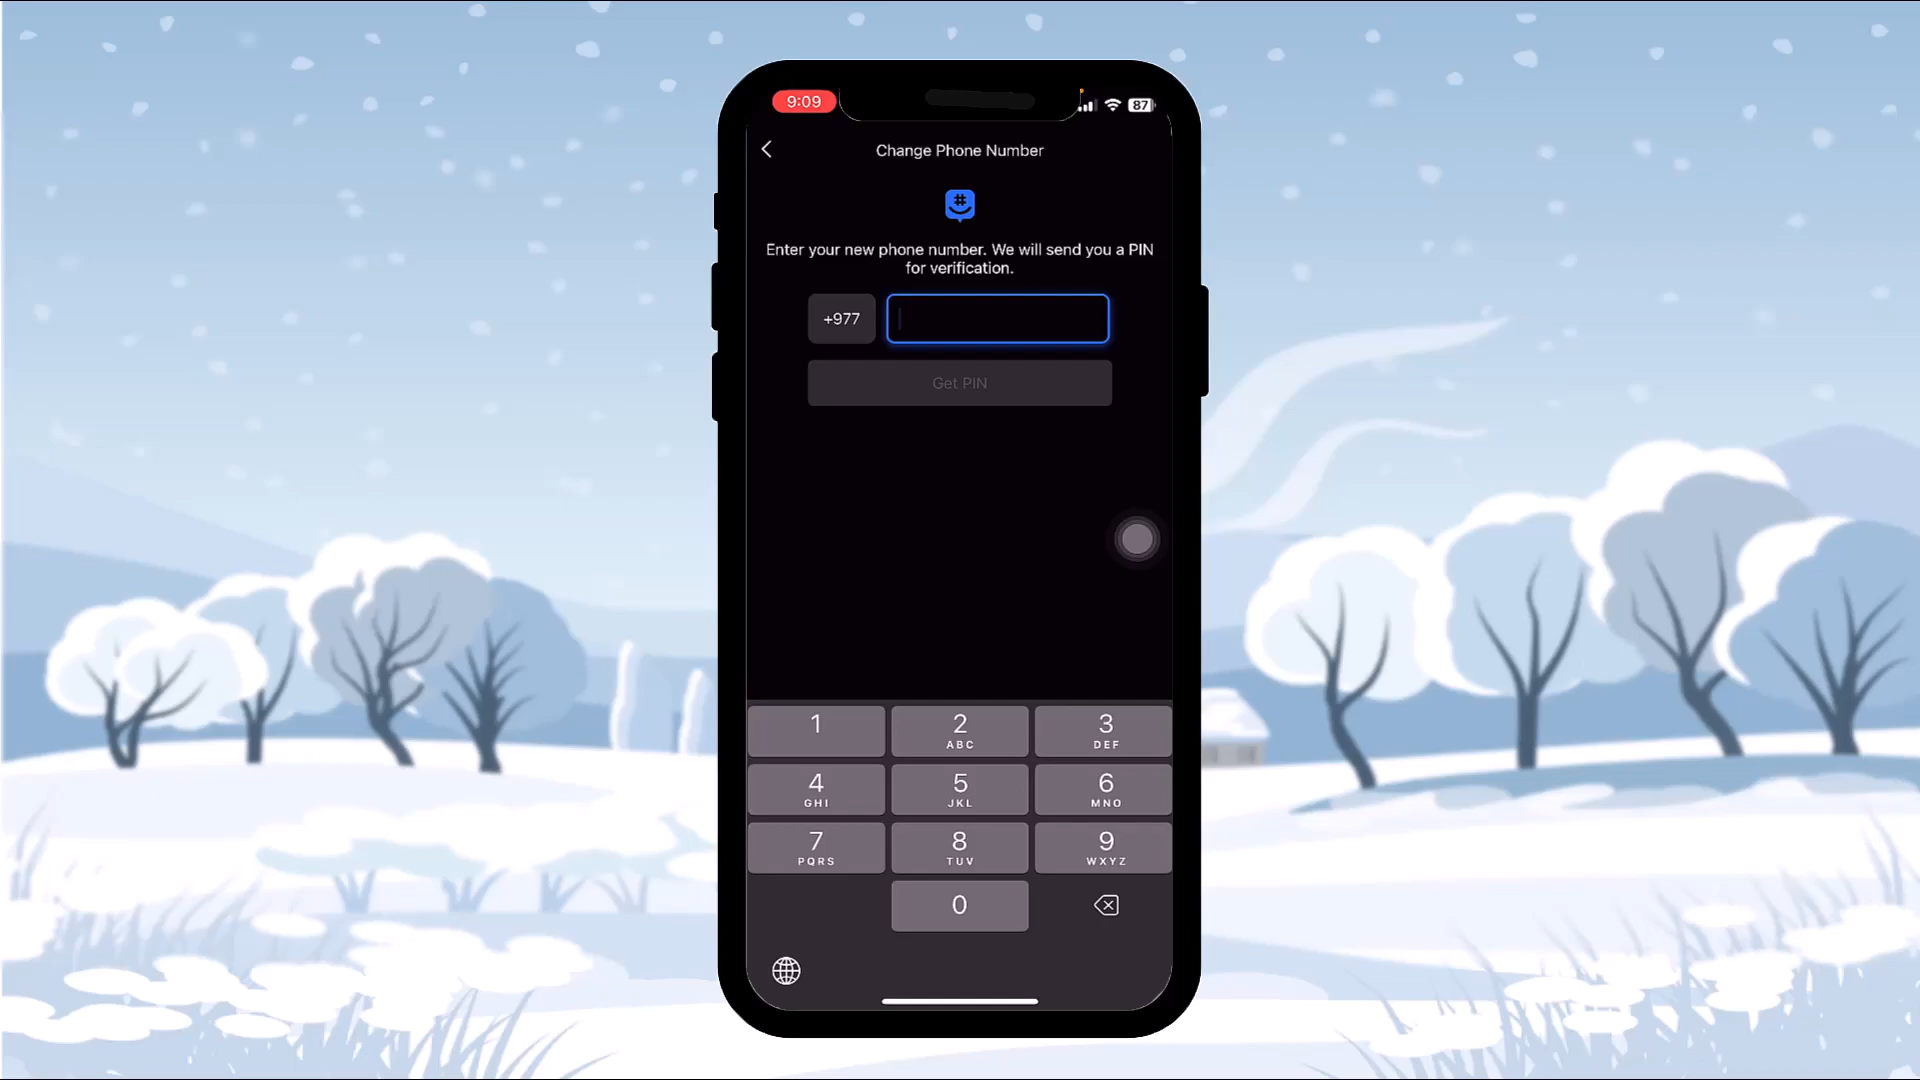 9:09
87
Change Phone Number
#
Enter your new phone number. We will send you a PIN
for verification.
+977
Get PIN
1
2
ABC
3
DEF
4
GHI
5
JKL
6
MNO
7
PQRS
8
TUV
9
WXYZ
0